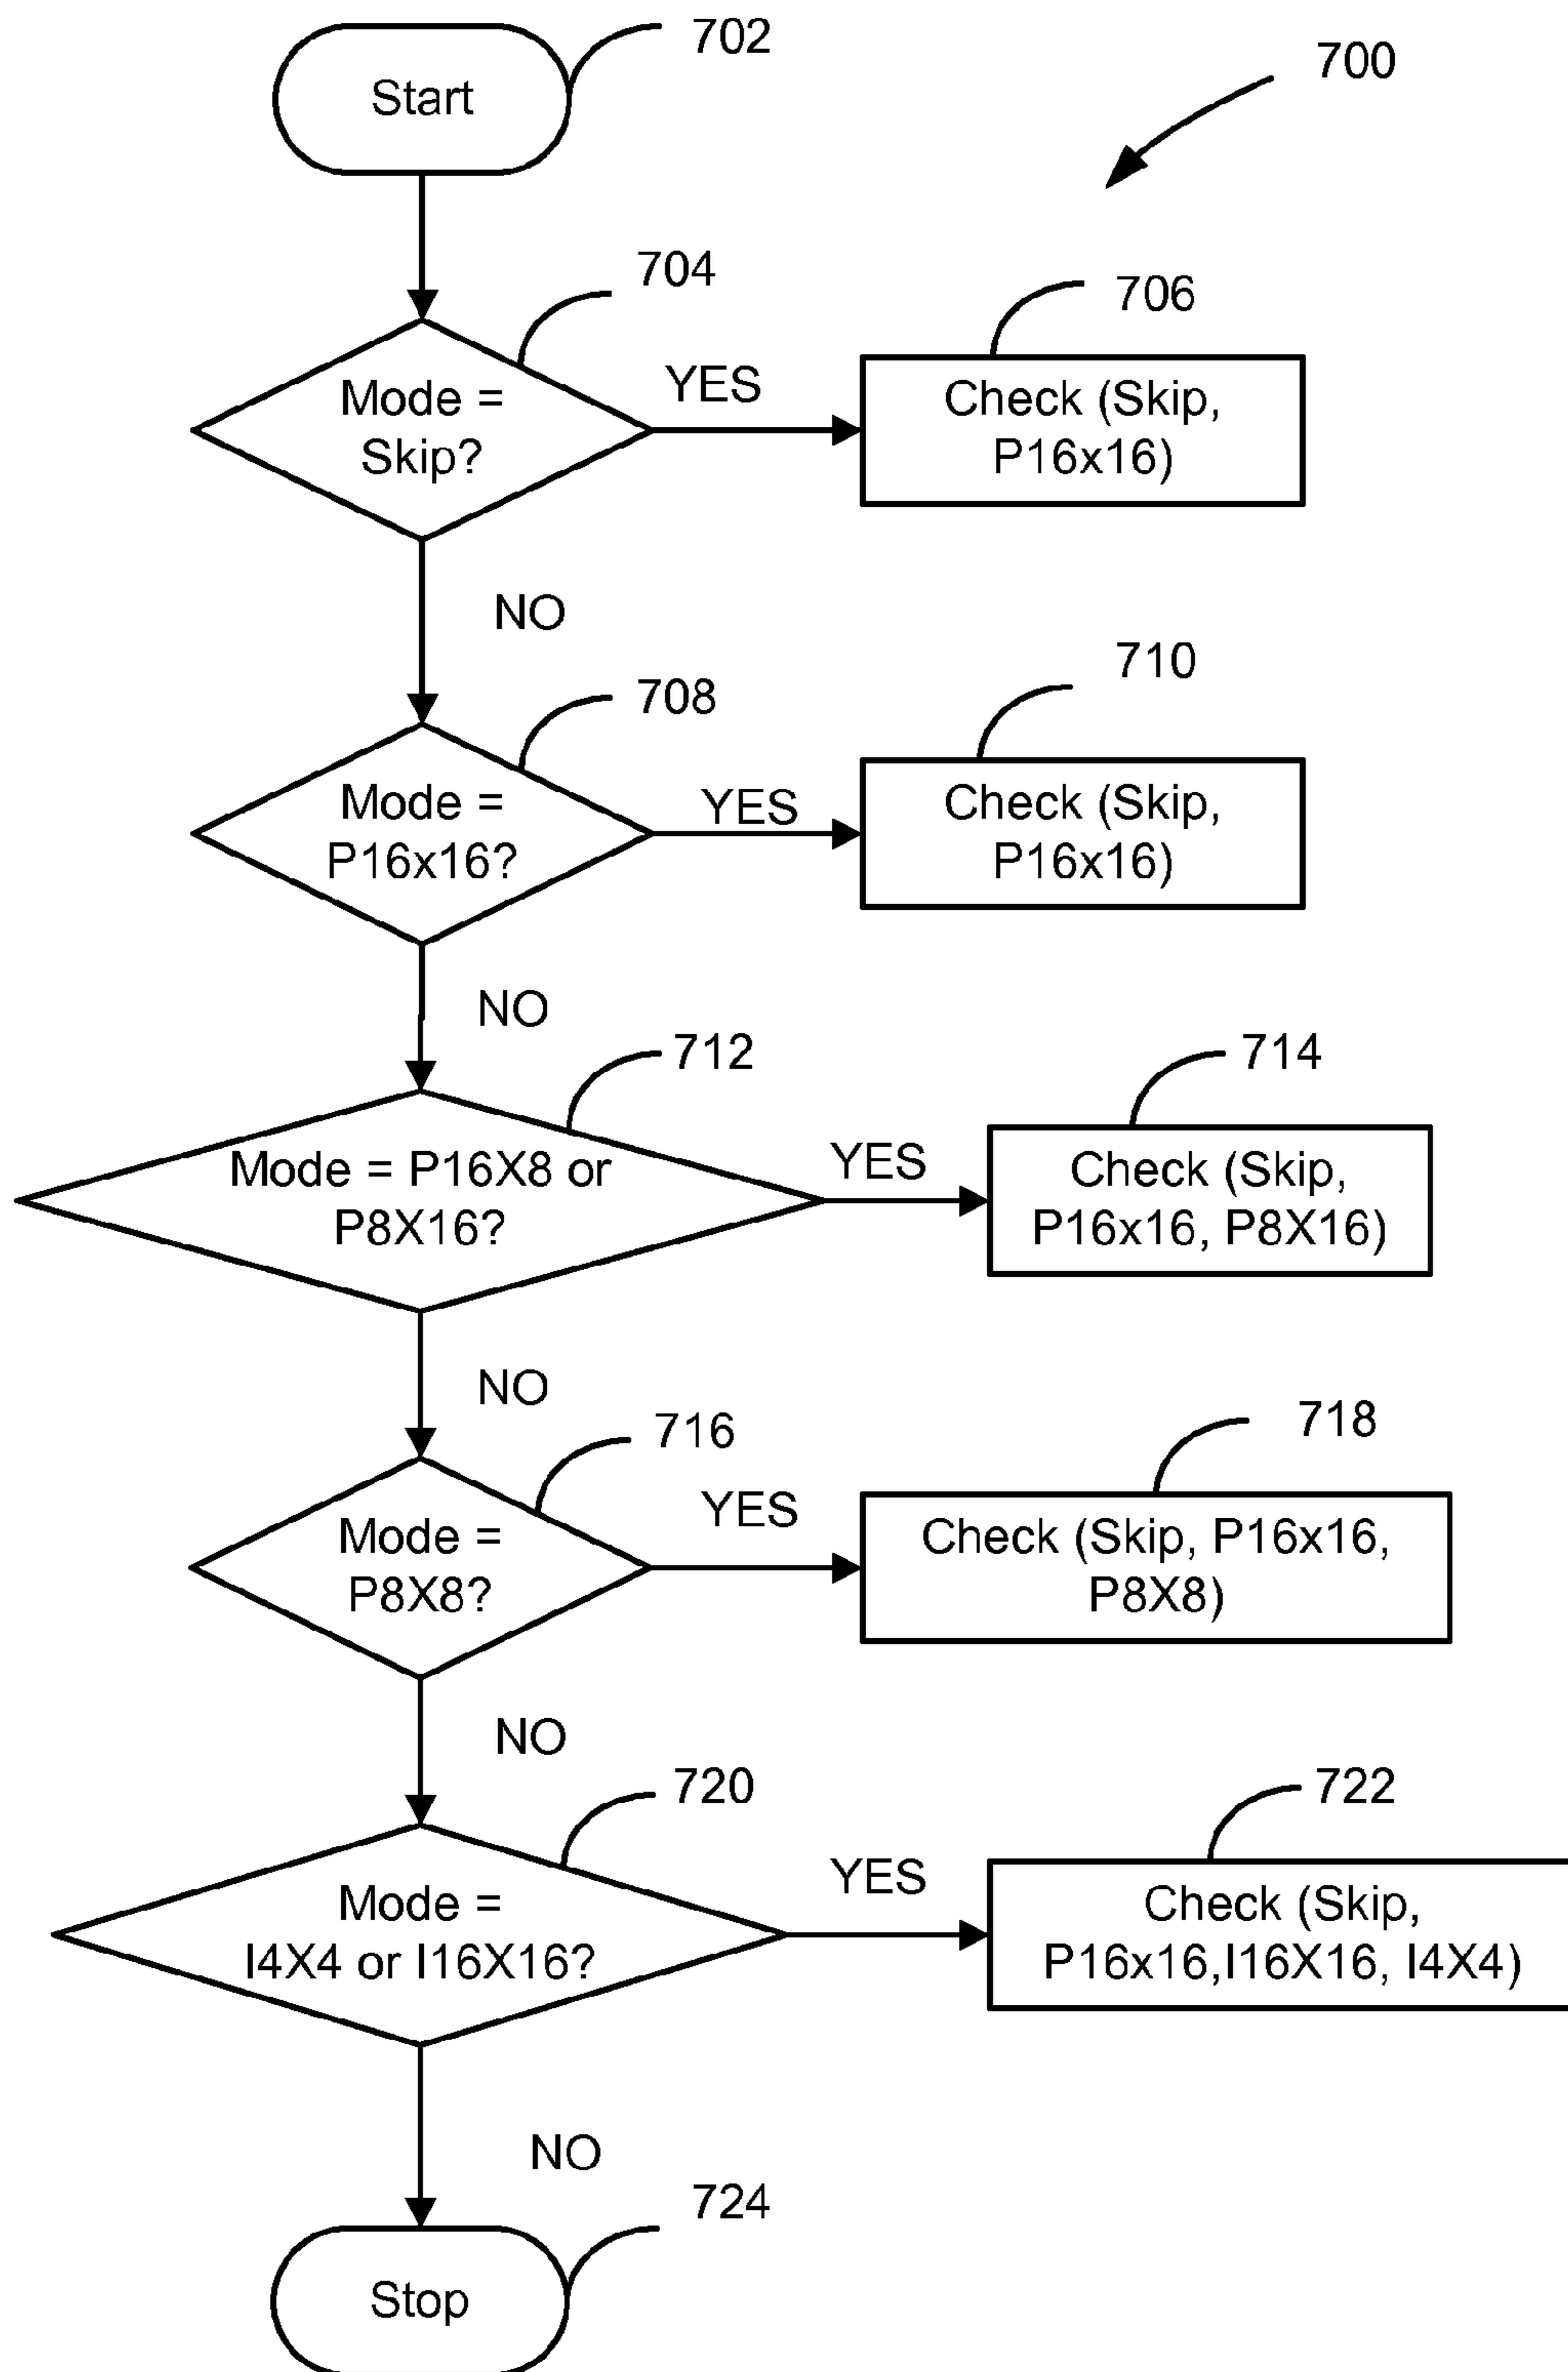 702
Start
700
704
706
Mode =
Skip?
YES
Check (Skip,
P16x16)
NO
708
710
Mode =
P16x16?
YES
Check (Skip,
P16x16)
NO
712
714
Mode = P16X8 or
P8X16?
YES
Check (Skip,
P16x16, P8X16)
NO
716
718
Mode =
P8X8?
YES
Check (Skip, P16x16,
P8X8)
NO
720
722
Mode =
I4X4 or I16X16?
YES
Check (Skip,
P16x16,I16X16, I4X4)
NO
724
Stop